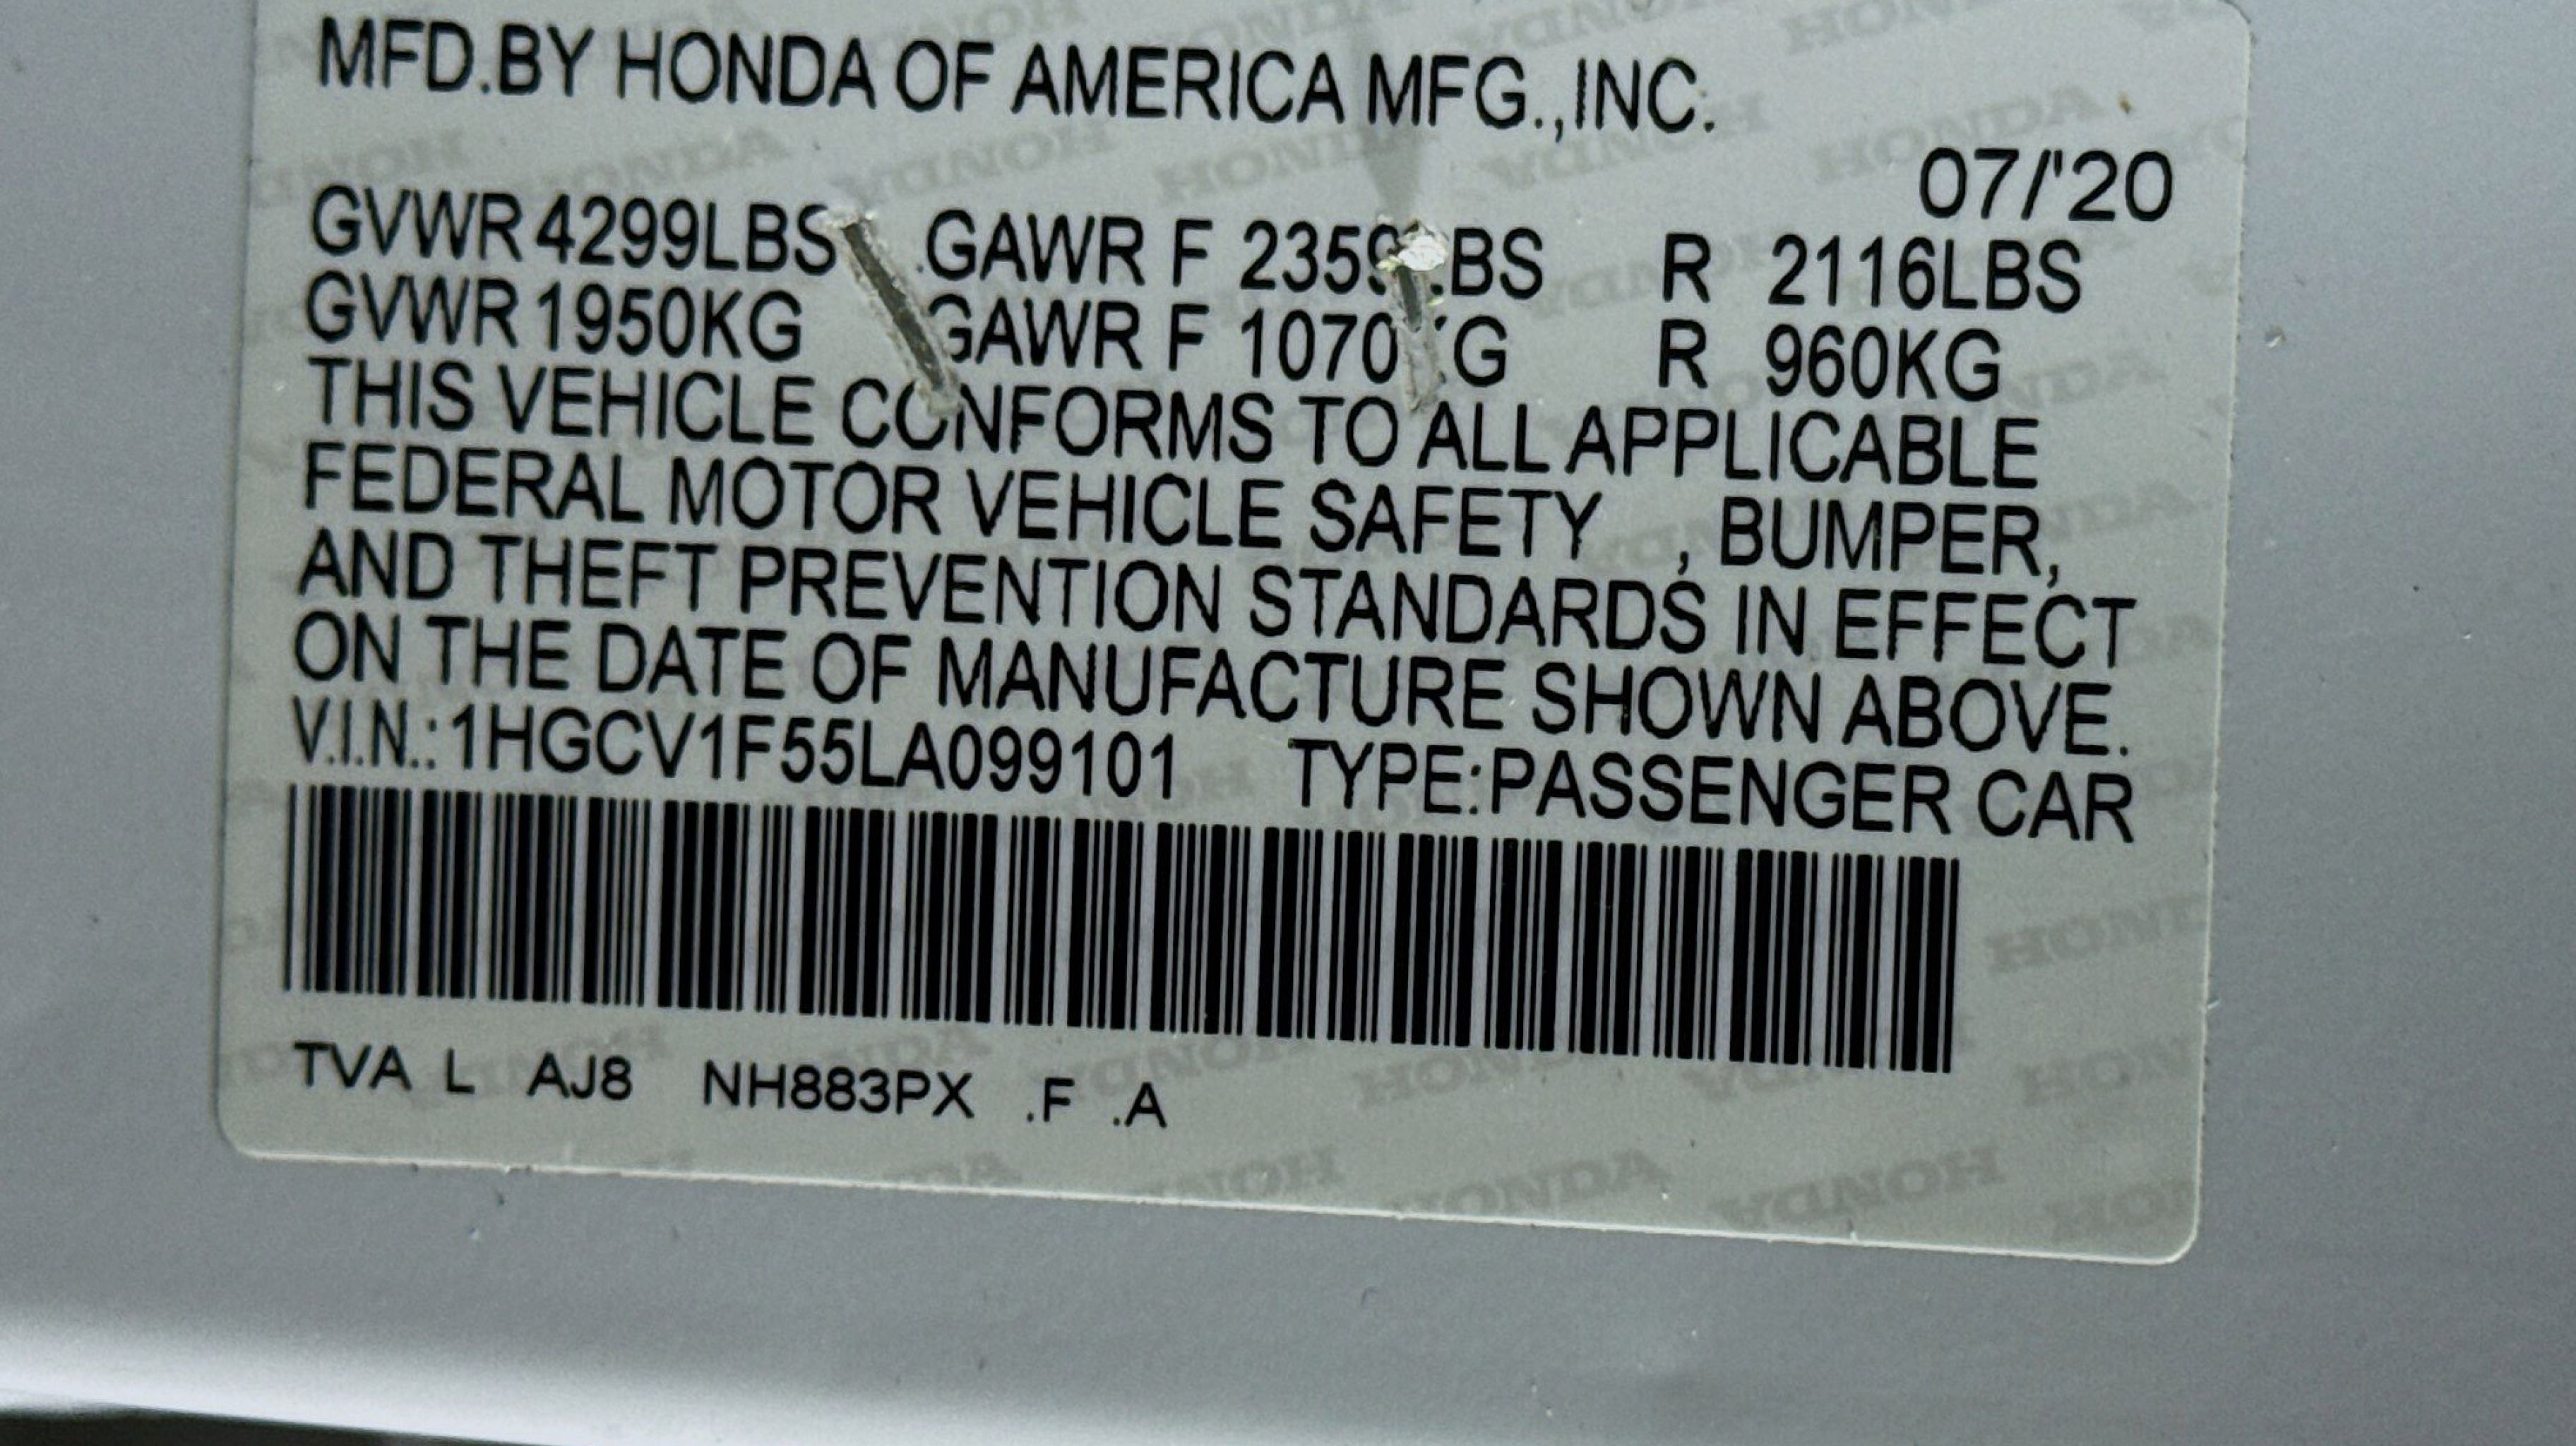 MFD.BY HONDA OF AMERICA MFG.,INC.
07/'20
GVWR 4299LBS GAWR F 2359LBS R 2116LBS
GVWR 1950KG GAWR F 1070KG R 960KG
THIS VEHICLE CONFORMS TO ALL APPLICABLE
FEDERAL MOTOR VEHICLE SAFETY , BUMPER,
AND THEFT PREVENTION STANDARDS IN EFFECT
ON THE DATE OF MANUFACTURE SHOWN ABOVE.
V.I.N.:1HGCV1F55LA099101 TYPE:PASSENGER CAR
TVA L AJ8 NH883PX .F .A